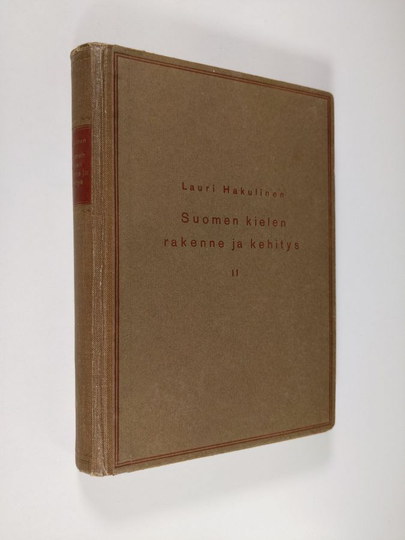 Lauri Hakulinen
Suomen kielen
rakenne ja kehitys
II